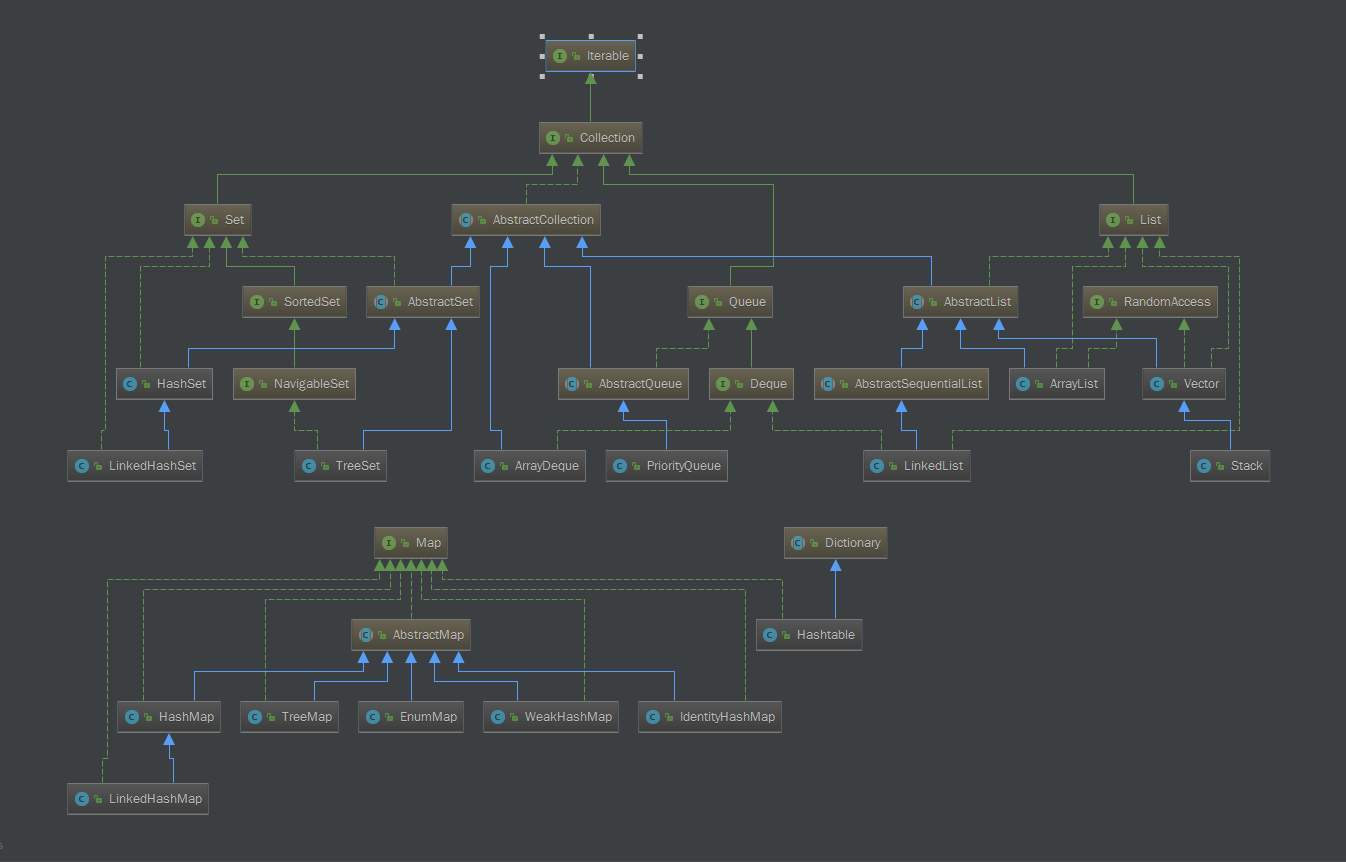 Iterable
Collection
Set
AbstractCollection
List
SortedSet
AbstractSet
Queue
AbstractList
RandomAccess
HashSet
NavigableSet
AbstractQueue
Deque
AbstractSequentialList
ArrayList
Vector
LinkedHashSet
TreeSet
ArrayDeque
PriorityQueue
LinkedList
Stack
Map
Dictionary
AbstractMap
Hashtable
HashMap
TreeMap
EnumMap
WeakHashMap
IdentityHashMap
LinkedHashMap